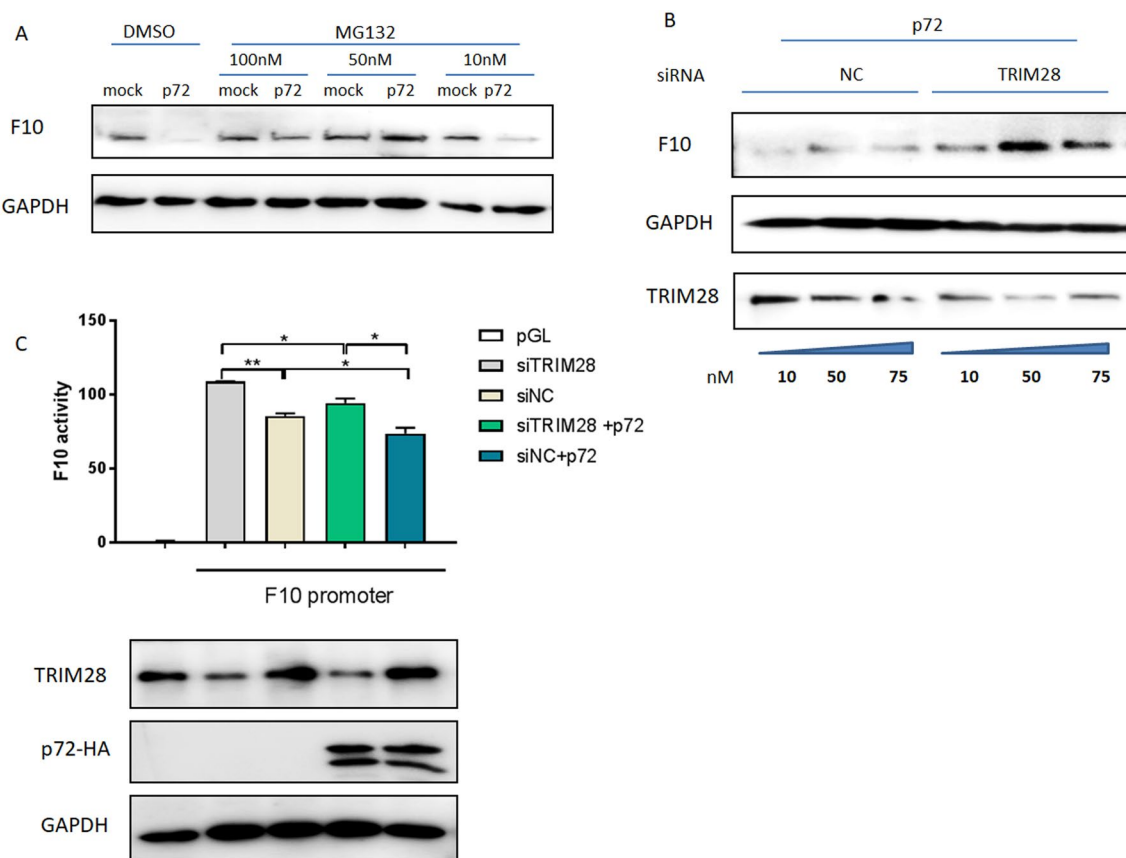 A
DMSO MG132
100nM 50nM 10nM
mock p72 mock p72 mock p72 mock p72
F10
GAPDH
B
p72
siRNA NC TRIM28
F10
GAPDH
TRIM28
nM 10 50 75 10 50 75
C
150
100
50
0
F10 activity
* *
** *
pGL
siTRIM28
siNC
siTRIM28 +p72
siNC+p72
F10 promoter
TRIM28
p72-HA
GAPDH